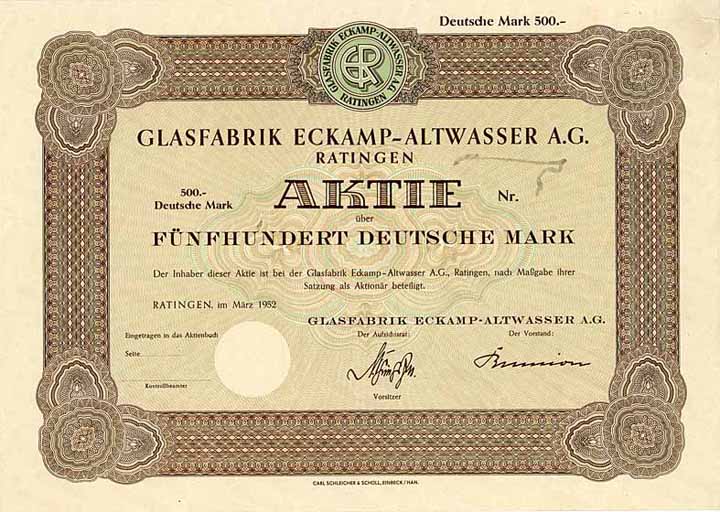 Deutsche Mark 500.-
GLASFABRIK ECKAMP-ALTWASSER A.G.
RATINGEN
GLASFABRIK ECKAMP-ALTWASSER A.G.
RATINGEN
500.-
Deutsche Mark
AKTIE
Nr.
über
FÜNFHUNDERT DEUTSCHE MARK
Der Inhaber dieser Aktie ist bei der Glasfabrik Eckamp-Altwasser A.G., Ratingen, nach Maßgabe ihrer
Satzung als Aktionär beteiligt.
RATINGEN, im März 1952
GLASFABRIK ECKAMP-ALTWASSER A.G.
Eingetragen in das Aktienbuch
Der Aufsichtsrat:
Der Vorstand:
Seite
Kontrollbeamter
Vorsitzer
CARL SCHLEICHER & SCHÜLL, EINBECK/HAN.